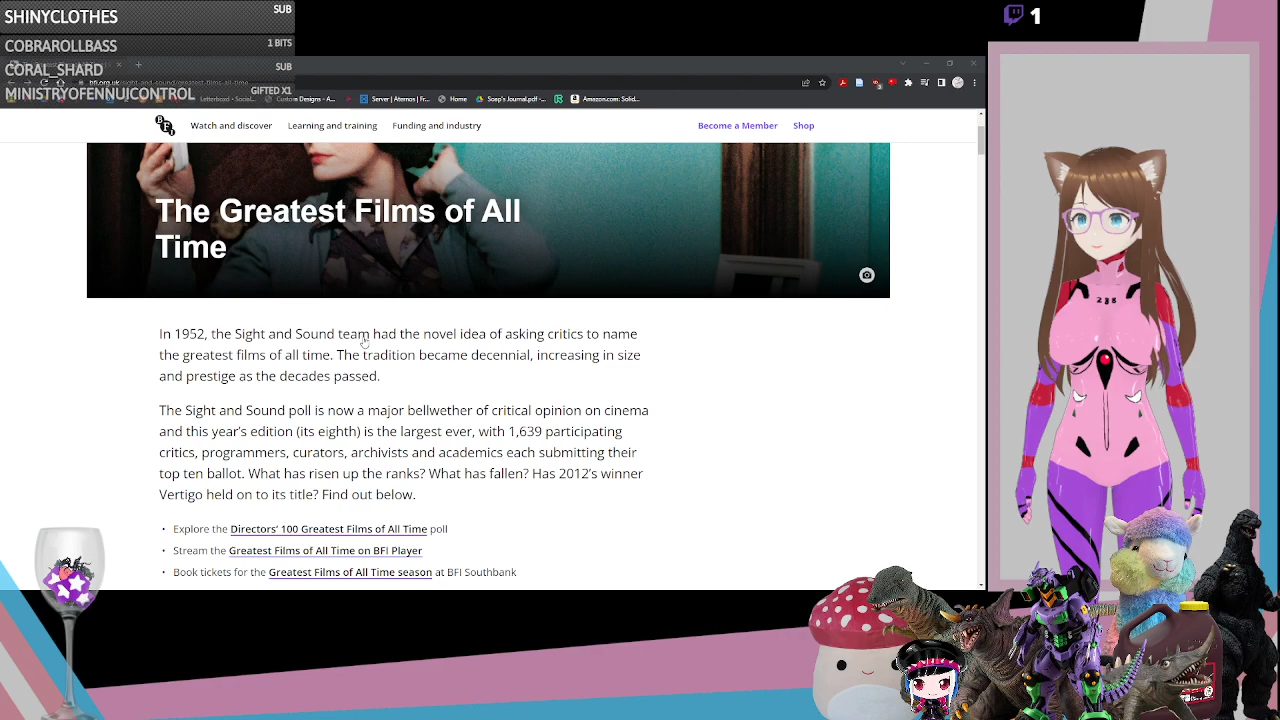 SHINYCLOTHES SUB
COBRAROLLBASS 1 BITS
CORAL_SHARD SUB
MINISTRYOFENNUICONTROL GIFTED X1
1
bfi.org.uk/sight-and-sound/greatest-films-all-time
Letterboxd - Social... Custom Designs - A... Server | Aternos | Fr... Home Soep's Journal.pdf -... Amazon.com: Solid...
BFI Watch and discover Learning and training Funding and industry Become a Member Shop
The Greatest Films of All
Time
In 1952, the Sight and Sound team had the novel idea of asking critics to name
the greatest films of all time. The tradition became decennial, increasing in size
and prestige as the decades passed.
The Sight and Sound poll is now a major bellwether of critical opinion on cinema
and this year's edition (its eighth) is the largest ever, with 1,639 participating
critics, programmers, curators, archivists and academics each submitting their
top ten ballot. What has risen up the ranks? What has fallen? Has 2012's winner
Vertigo held on to its title? Find out below.
• Explore the Directors' 100 Greatest Films of All Time poll
• Stream the Greatest Films of All Time on BFI Player
• Book tickets for the Greatest Films of All Time season at BFI Southbank